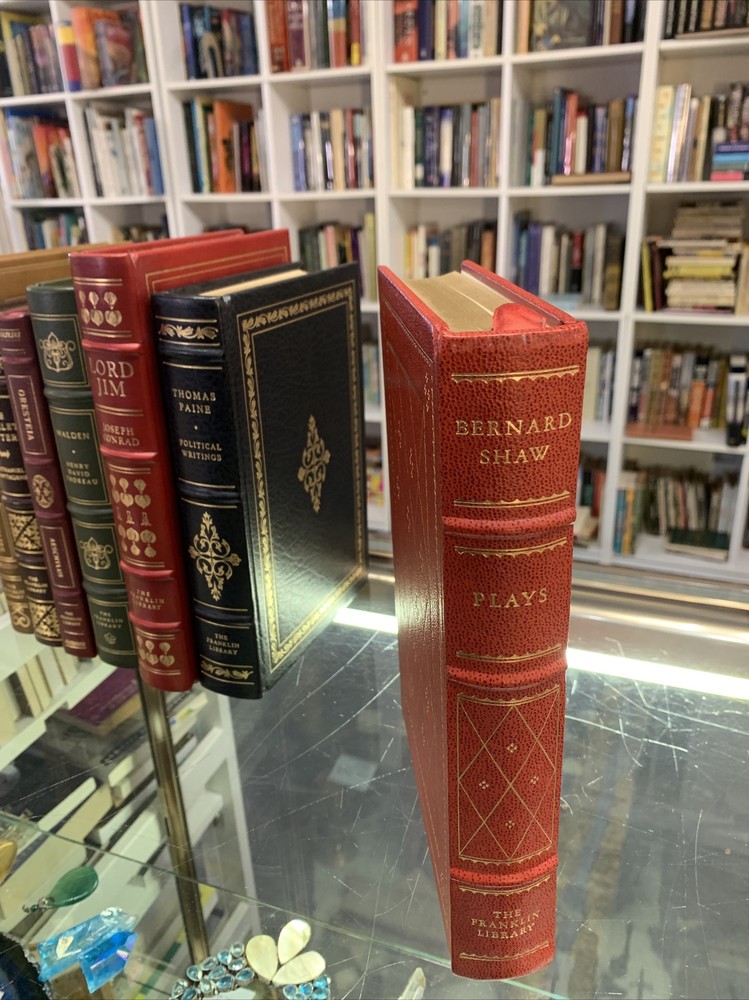 ORESTEIA
AESCHYLUS
WALDEN
HENRY
DAVID
THOREAU
THE
FRANKLIN
LIBRARY
LORD
JIM
JOSEPH
CONRAD
THE
FRANKLIN
LIBRARY
THOMAS
PAINE
POLITICAL
WRITINGS
THE
FRANKLIN
LIBRARY
BERNARD
SHAW
PLAYS
THE
FRANKLIN
LIBRARY